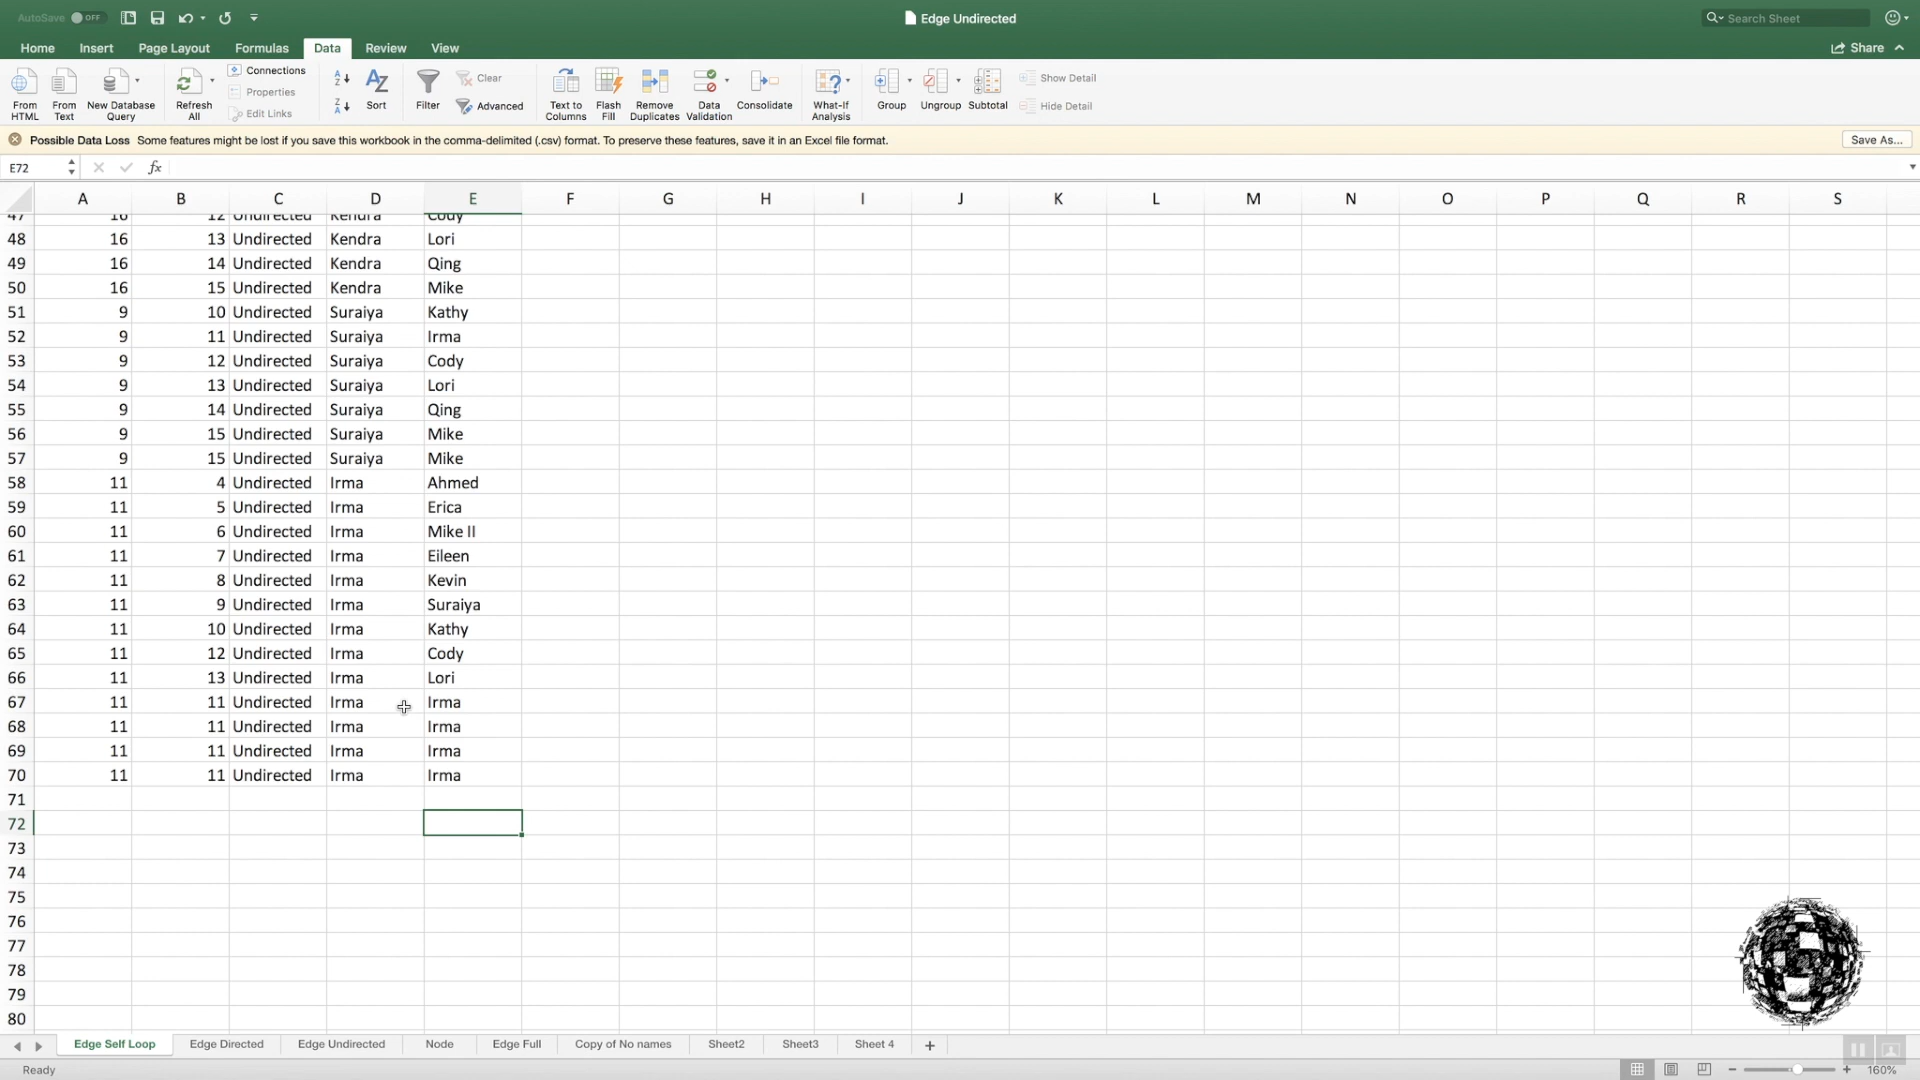 AutoSave OFF
Edge Undirected
Search Sheet
Home Insert Page Layout Formulas Data Review View
Share
From HTML
From Text
New Database Query
Refresh All
Connections
Properties
Edit Links
Sort
Filter
Clear
Advanced
Text to Columns
Flash Fill
Remove Duplicates
Data Validation
Consolidate
What-If Analysis
Group
Ungroup
Subtotal
Show Detail
Hide Detail
Possible Data Loss Some features might be lost if you save this workbook in the comma-delimited (.csv) format. To preserve these features, save it in an Excel file format.
Save As...
E72 fx
A B C D E F G H I J K L M N O P Q R S
47 16 12 Undirected Kendra Cody
48 16 13 Undirected Kendra Lori
49 16 14 Undirected Kendra Qing
50 16 15 Undirected Kendra Mike
51 9 10 Undirected Suraiya Kathy
52 9 11 Undirected Suraiya Irma
53 9 12 Undirected Suraiya Cody
54 9 13 Undirected Suraiya Lori
55 9 14 Undirected Suraiya Qing
56 9 15 Undirected Suraiya Mike
57 9 15 Undirected Suraiya Mike
58 11 4 Undirected Irma Ahmed
59 11 5 Undirected Irma Erica
60 11 6 Undirected Irma Mike II
61 11 7 Undirected Irma Eileen
62 11 8 Undirected Irma Kevin
63 11 9 Undirected Irma Suraiya
64 11 10 Undirected Irma Kathy
65 11 12 Undirected Irma Cody
66 11 13 Undirected Irma Lori
67 11 11 Undirected Irma Irma
68 11 11 Undirected Irma Irma
69 11 11 Undirected Irma Irma
70 11 11 Undirected Irma Irma
71
72
73
74
75
76
77
78
79
80
Edge Self Loop Edge Directed Edge Undirected Node Edge Full Copy of No names Sheet2 Sheet3 Sheet 4 +
Ready
160%